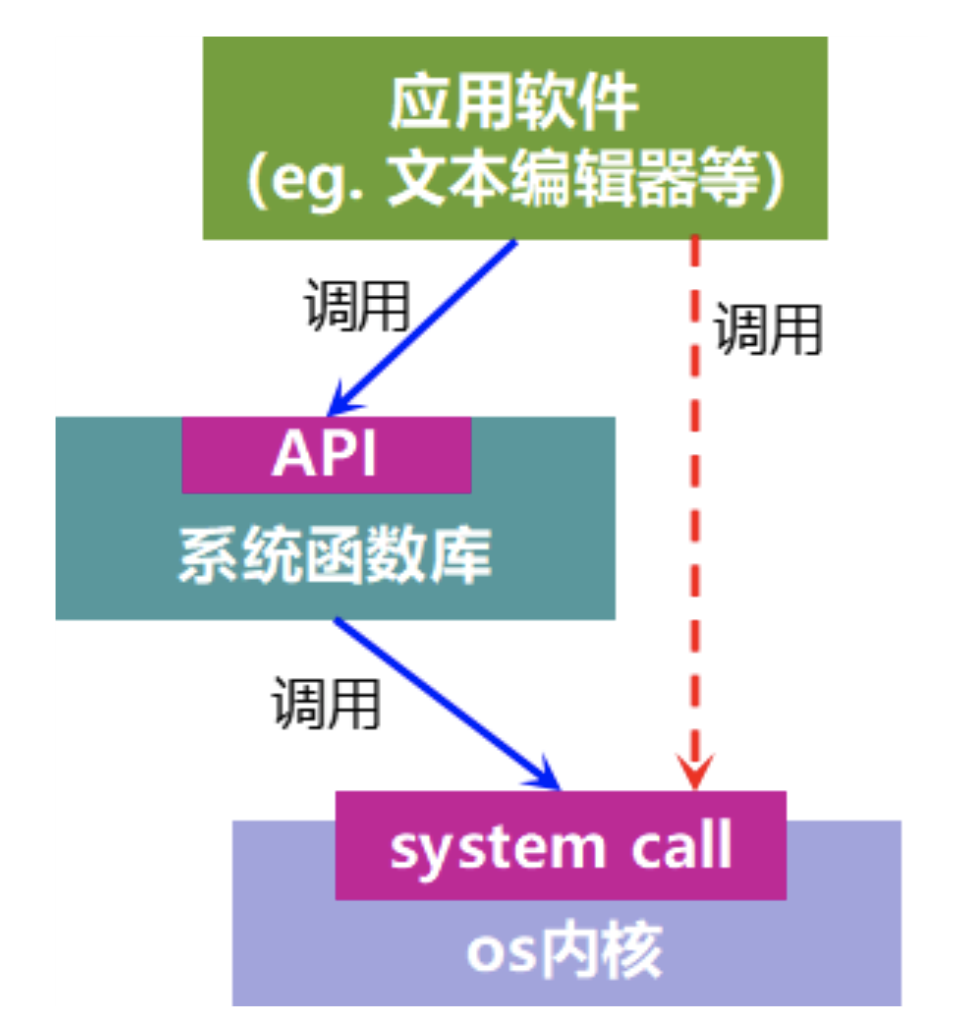 应用软件
(eg. 文本编辑器等)
调用
调用
API
系统函数库
调用
system call
os内核